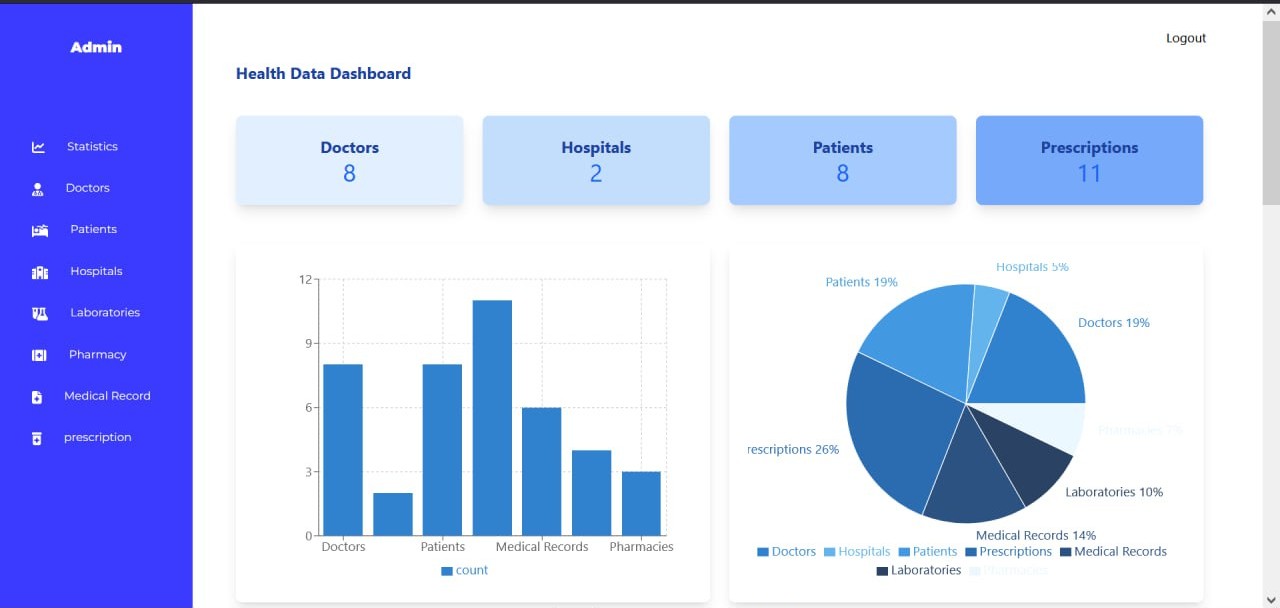 Admin
Logout
Health Data Dashboard
Statistics
Doctors
Patients
Hospitals
Laboratories
Pharmacy
Medical Record
prescription
Doctors
8
Hospitals
2
Patients
8
Prescriptions
11
12
9
6
3
0
Doctors Patients Medical Records Pharmacies
count
Hospitals 5%
Patients 19%
Doctors 19%
Pharmacies 7%
rescriptions 26%
Laboratories 10%
Medical Records 14%
Doctors Hospitals Patients Prescriptions Medical Records
Laboratories Pharmacies